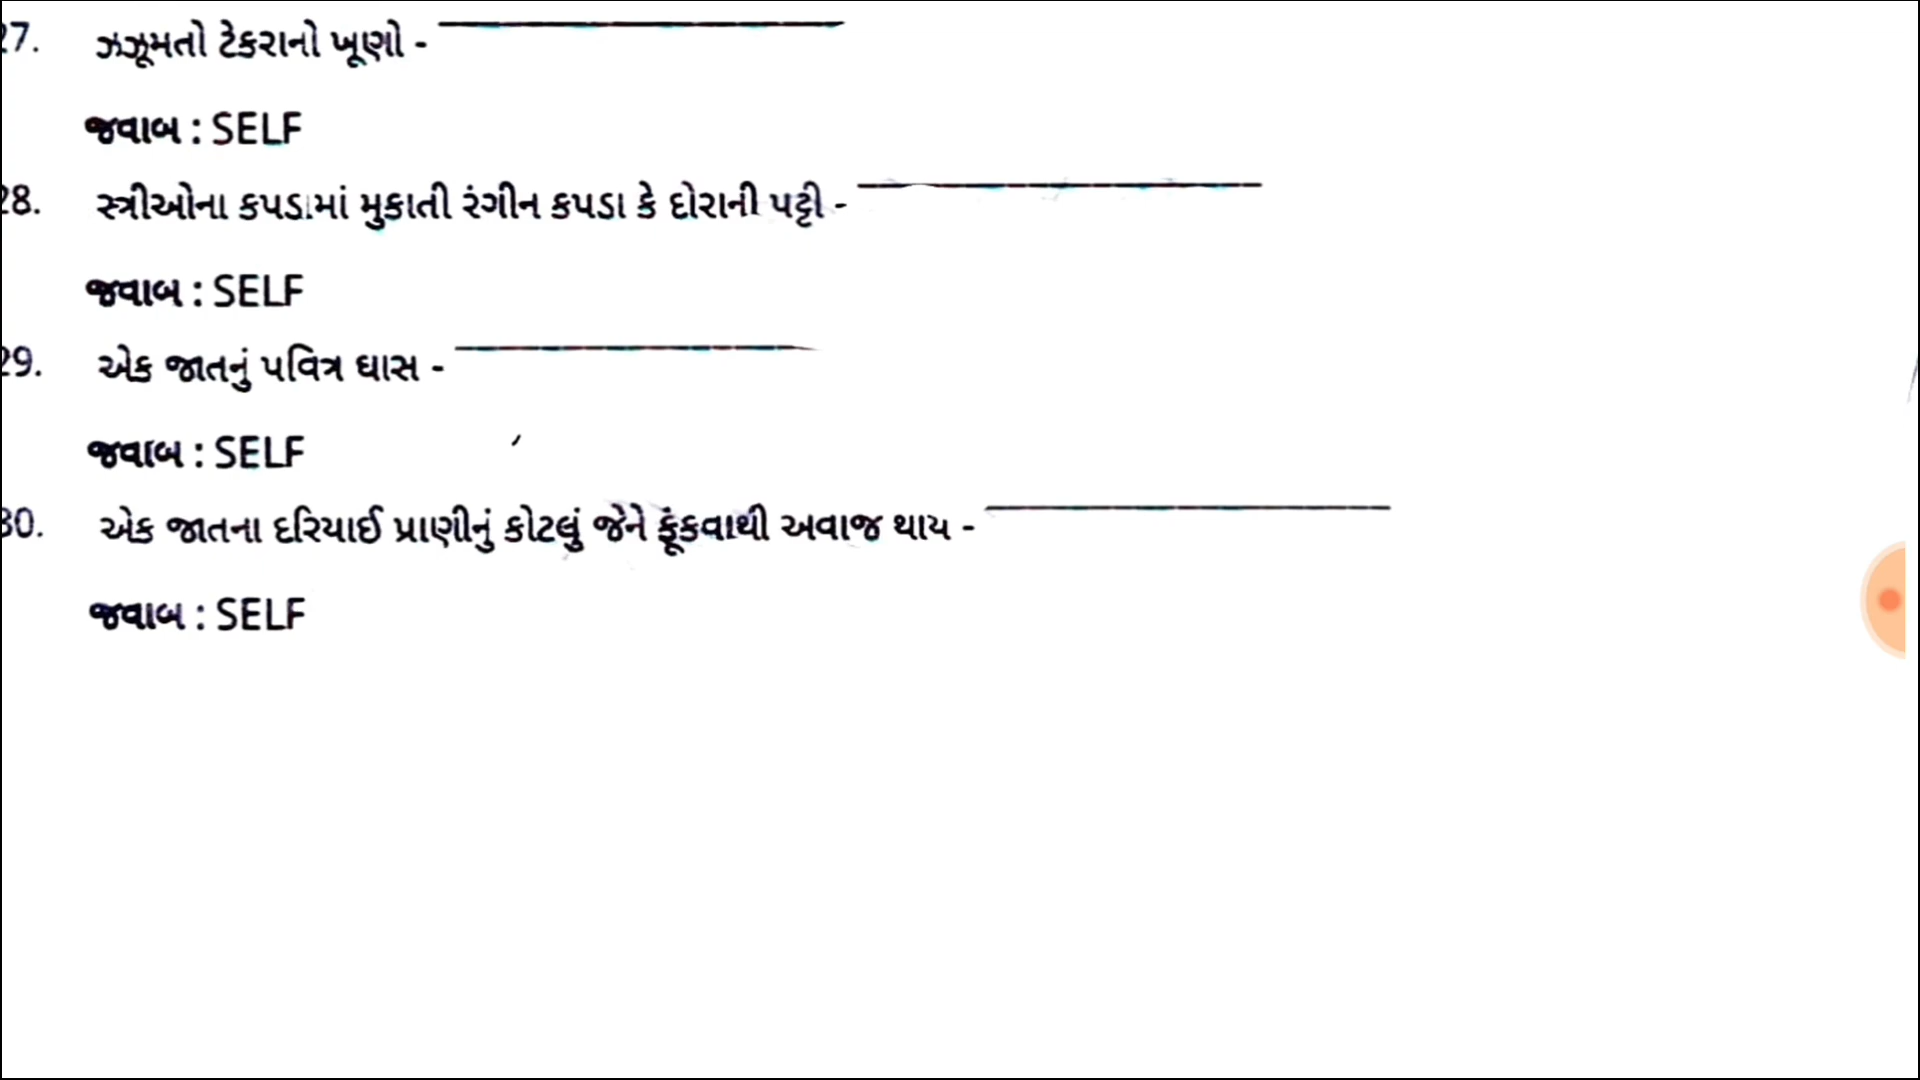 27. ઝઝૂમતો ટેકરાનો ખૂણો -
જવાબ : SELF
28. સ્ત્રીઓના કપડામાં મુકાતી રંગીન કપડા કે દોરાની પટ્ટી -
જવાબ : SELF
29. એક જાતનું પવિત્ર ઘાસ -
જવાબ : SELF
30. એક જાતના દરિયાઈ પ્રાણીનું કોટલું જેને ફૂંકવાથી અવાજ થાય -
જવાબ : SELF